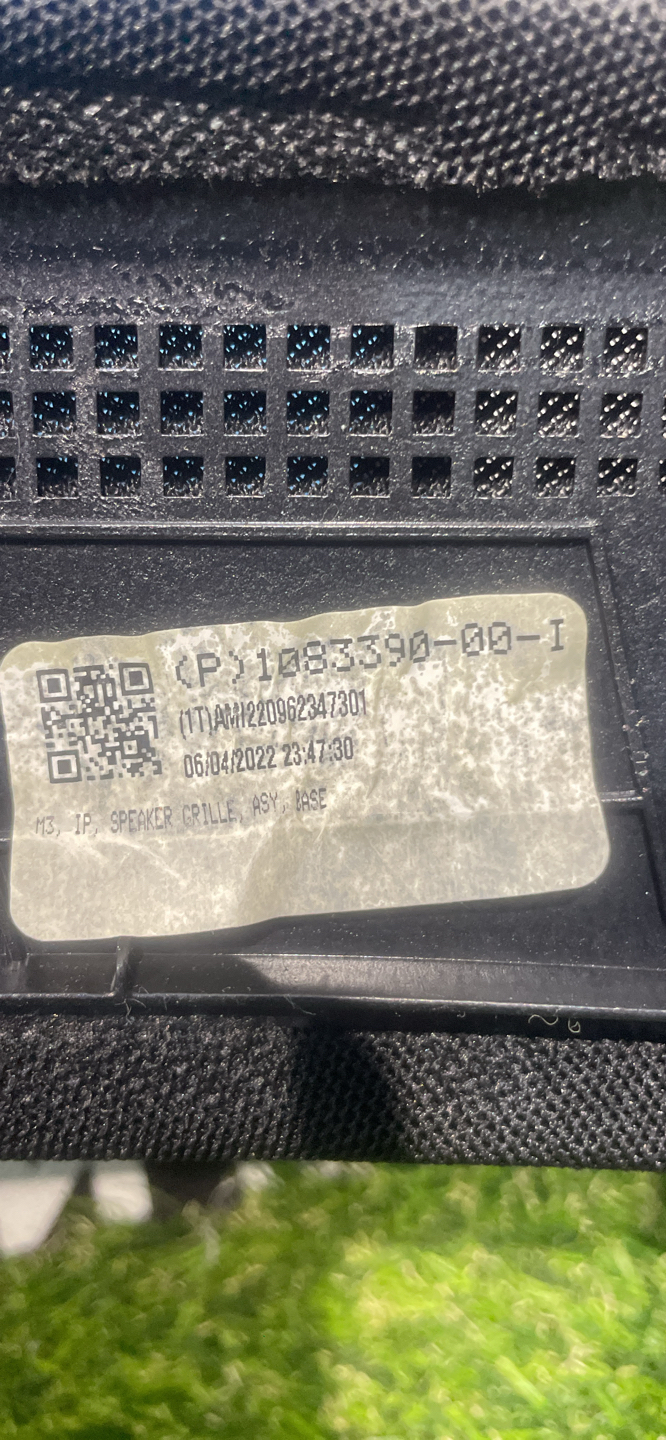 (P)1083390-00-I
(1T)AMI220962347301
06/04/2022 23:47:30
M3, IP, SPEAKER GRILLE, ASY, BASE